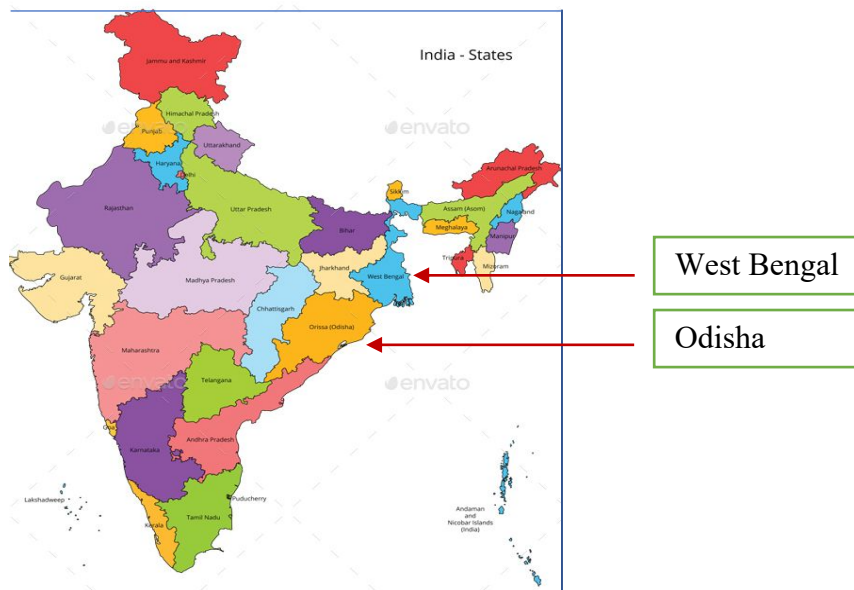 India - States
Jammu and Kashmir
Himachal Pradesh
envato
envato
Punjab
Uttarakhand
Haryana
Delhi
Arunachal Pradesh
Sikkim
Rajasthan
Uttar Pradesh
Assam (Asom)
Nagaland
Meghalaya
Bihar
Manipur
Tripura
Mizoram
Jharkhand
West Bengal
West Bengal
Gujarat
Madhya Pradesh
Chhattisgarh
Orissa (Odisha)
Odisha
Maharashtra
Telangana
envato
envato
Goa
Andhra Pradesh
Karnataka
Lakshadweep
Puducherry
Tamil Nadu
Kerala
Andaman
and
Nicobar Islands
(India)